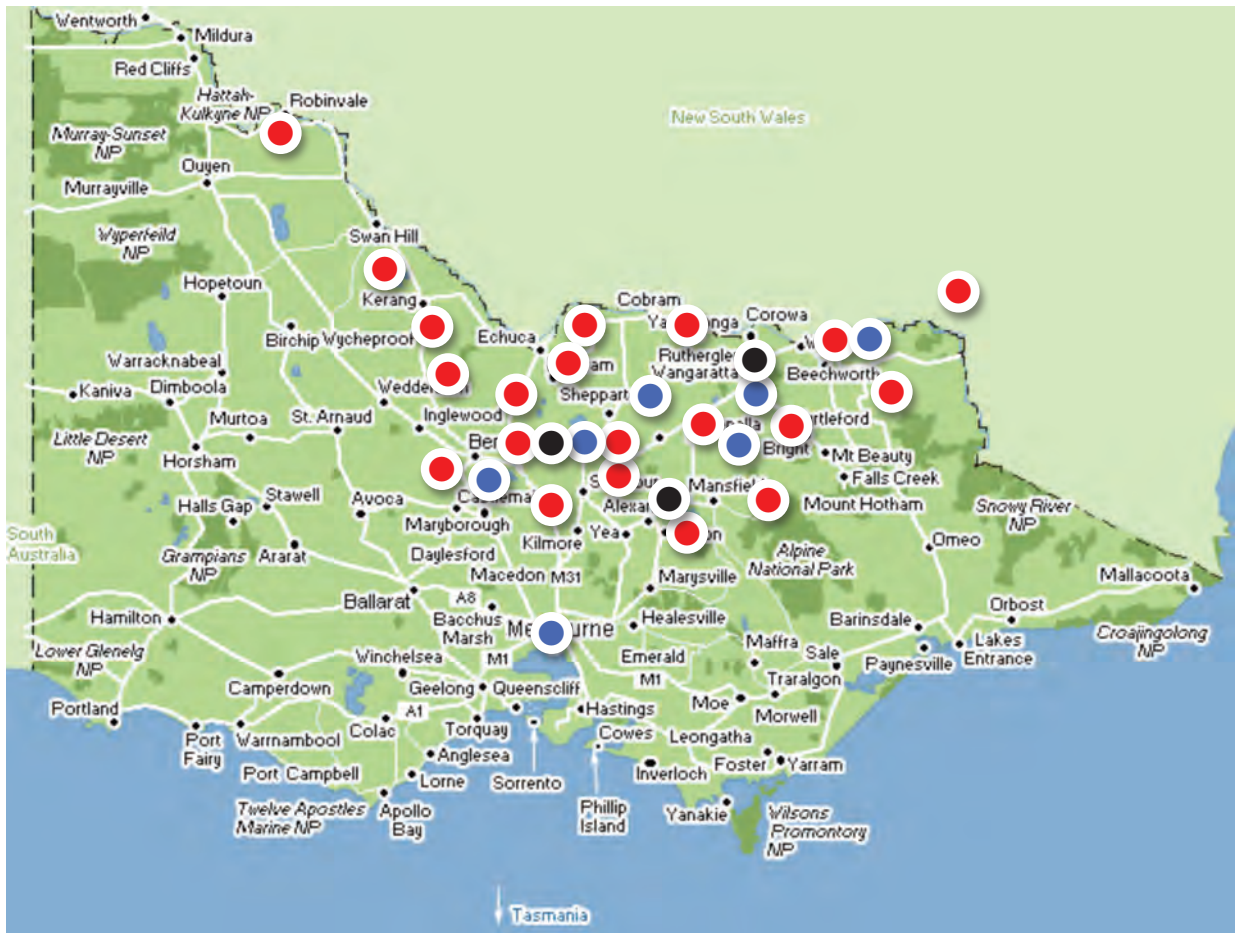 Wentworth
Mildura
Red Cliffs
Hattah-
Kulkyne NP
Robinvale
New South Wales
Murray-Sunset
NP
Ouyen
Murrayville
Swan Hill
Wyperfeild
NP
Hopetoun
Kerang
Cobram
Corowa
Birchip
Wycheproof
Echuca
Warracknabeal
Beechworth
Wangaratta
Kaniva
Dimboola
Murtoa
St. Arnaud
Inglewood
Little Desert
NP
Horsham
Bright
Mt Beauty
Falls Creek
Halls Gap
Stawell
Avoca
Mansfield
Mount Hotham
Snowy River
NP
Maryborough
South
Australia
Grampians
NP
Ararat
Kilmore
Yea
Omeo
Daylesford
Alpine
National Park
Macedon
M31
Marysville
Mallacoota
Ballarat
A8
Hamilton
Bacchus
Marsh
Healesville
Orbost
Barinsdale
Croajingolong
NP
Lower Glenelg
NP
Winchelsea
M1
Emerald
Maffra
Sale
Paynesville
Lakes
Entrance
Camperdown
Geelong
Queenscliff
M1
Traralgon
Moe
Portland
A1
Hastings
Morwell
Port
Fairy
Warrnambool
Colac
Torquay
Cowes
Leongatha
Port Campbell
Anglesea
Lorne
Sorrento
Inverloch
Foster
Yarram
Twelve Apostles
Marine NP
Apollo
Bay
Phillip
Island
Yanakie
Wilsons
Promontory
NP
Tasmania